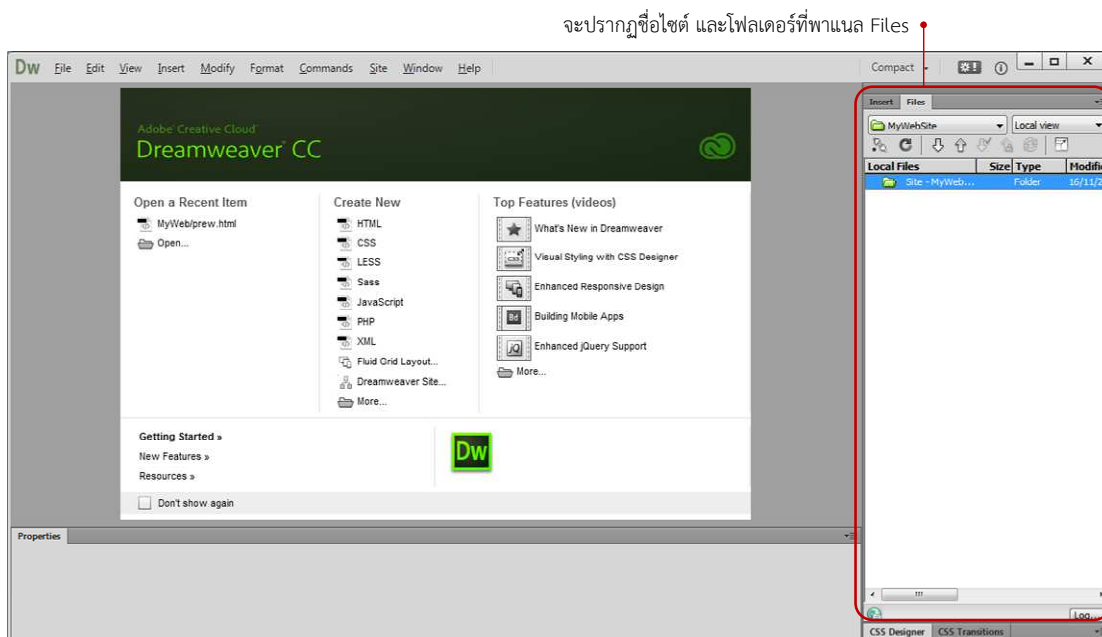 จะปรากฏชื่อไซต์ และโฟลเดอร์ที่พาแนล Files
Dw File Edit View Insert Modify Format Commands Site Window Help Compact
Insert Files
MyWebSite Local view
Local Files Size Type Modifi
Site - MyWeb... Folder 16/11/2
Adobe Creative Cloud
Dreamweaver CC
Open a Recent Item
MyWeb/prew.html
Open...
Create New
HTML
CSS
LESS
Sass
JavaScript
PHP
XML
Fluid Grid Layout...
Dreamweaver Site...
More...
Top Features (videos)
What's New in Dreamweaver
Visual Styling with CSS Designer
Enhanced Responsive Design
Building Mobile Apps
Enhanced jQuery Support
More...
Getting Started »
New Features »
Resources »
Dw
Don't show again
Properties
Log...
CSS Designer CSS Transitions